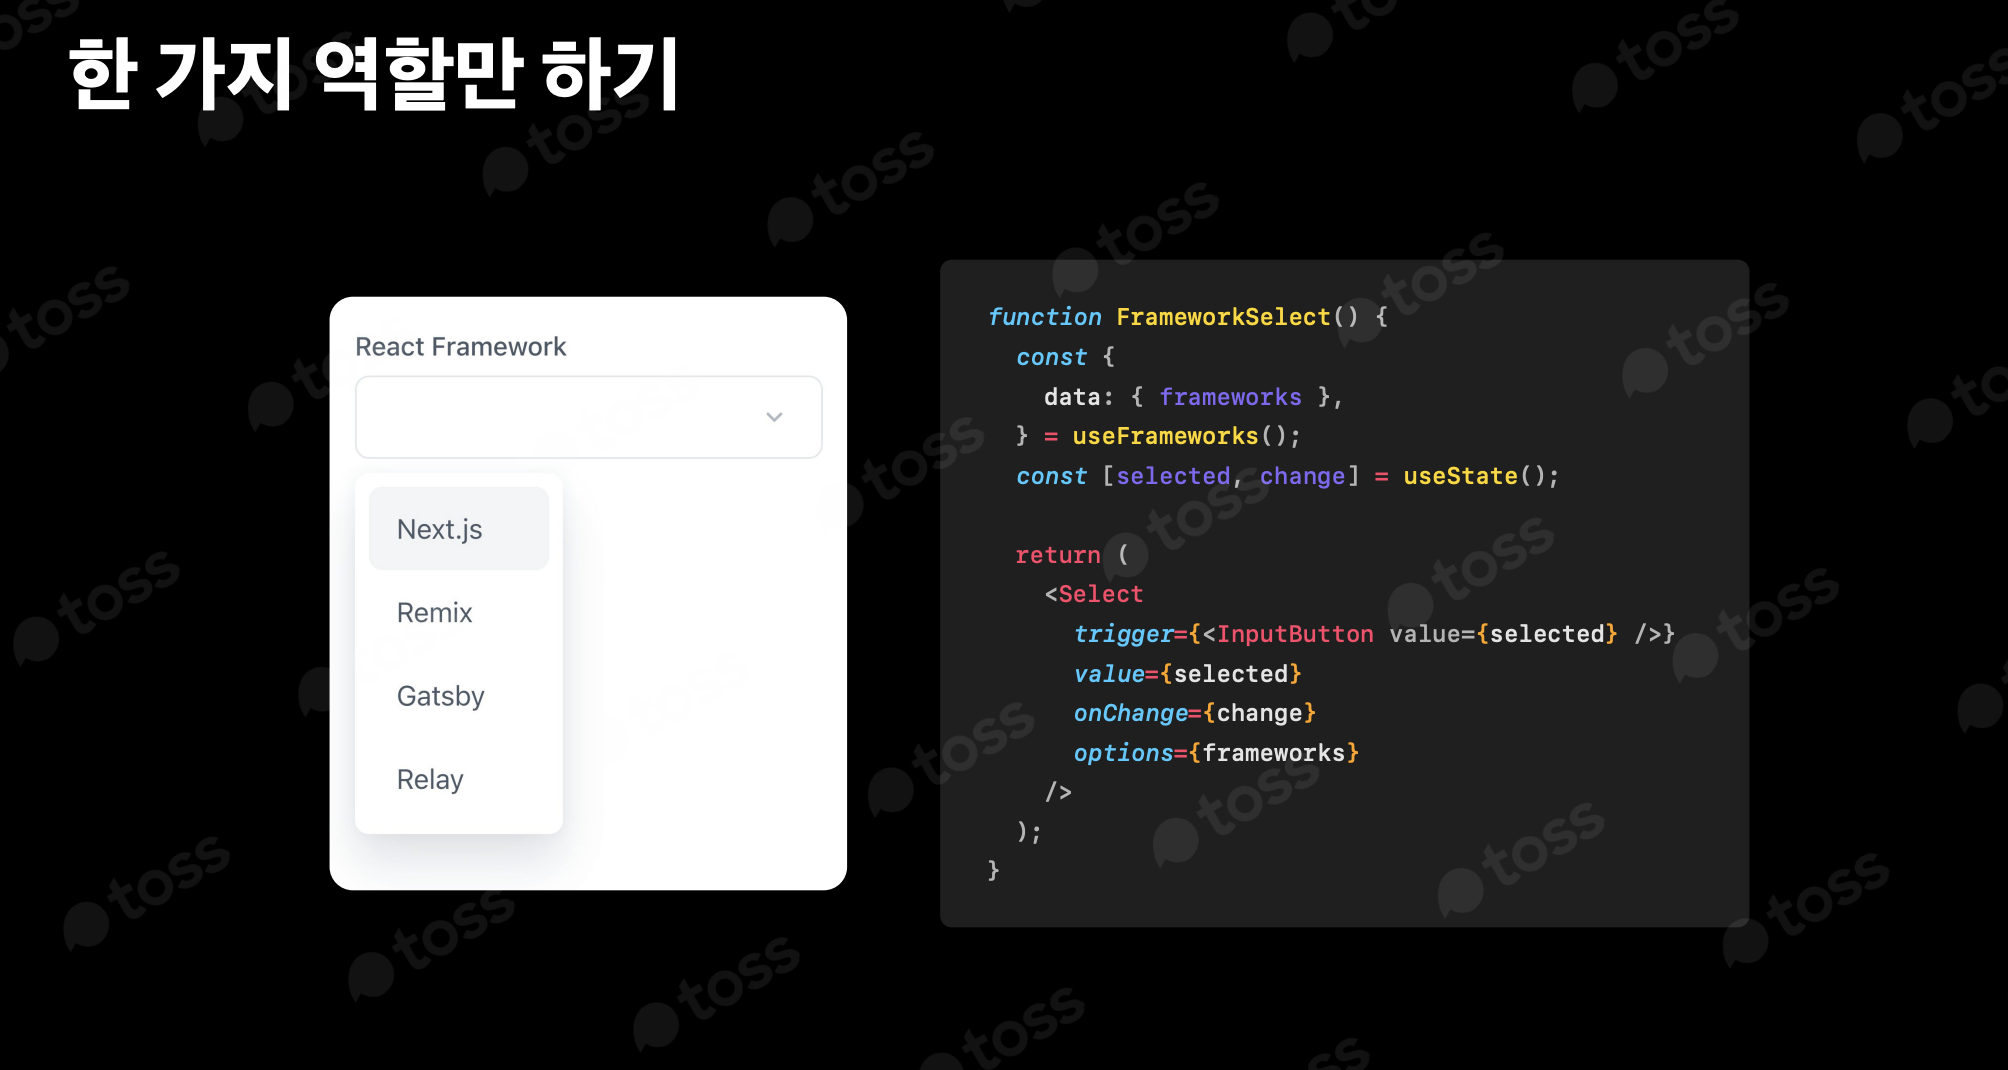 한 가지 역할만 하기
React Framework
Next.js
Remix
Gatsby
Relay
function FrameworkSelect() {
  const {
    data: { frameworks },
  } = useFrameworks();
  const [selected, change] = useState();

  return (
    <Select
      trigger={<InputButton value={selected} />}
      value={selected}
      onChange={change}
      options={frameworks}
    />
  );
}
toss